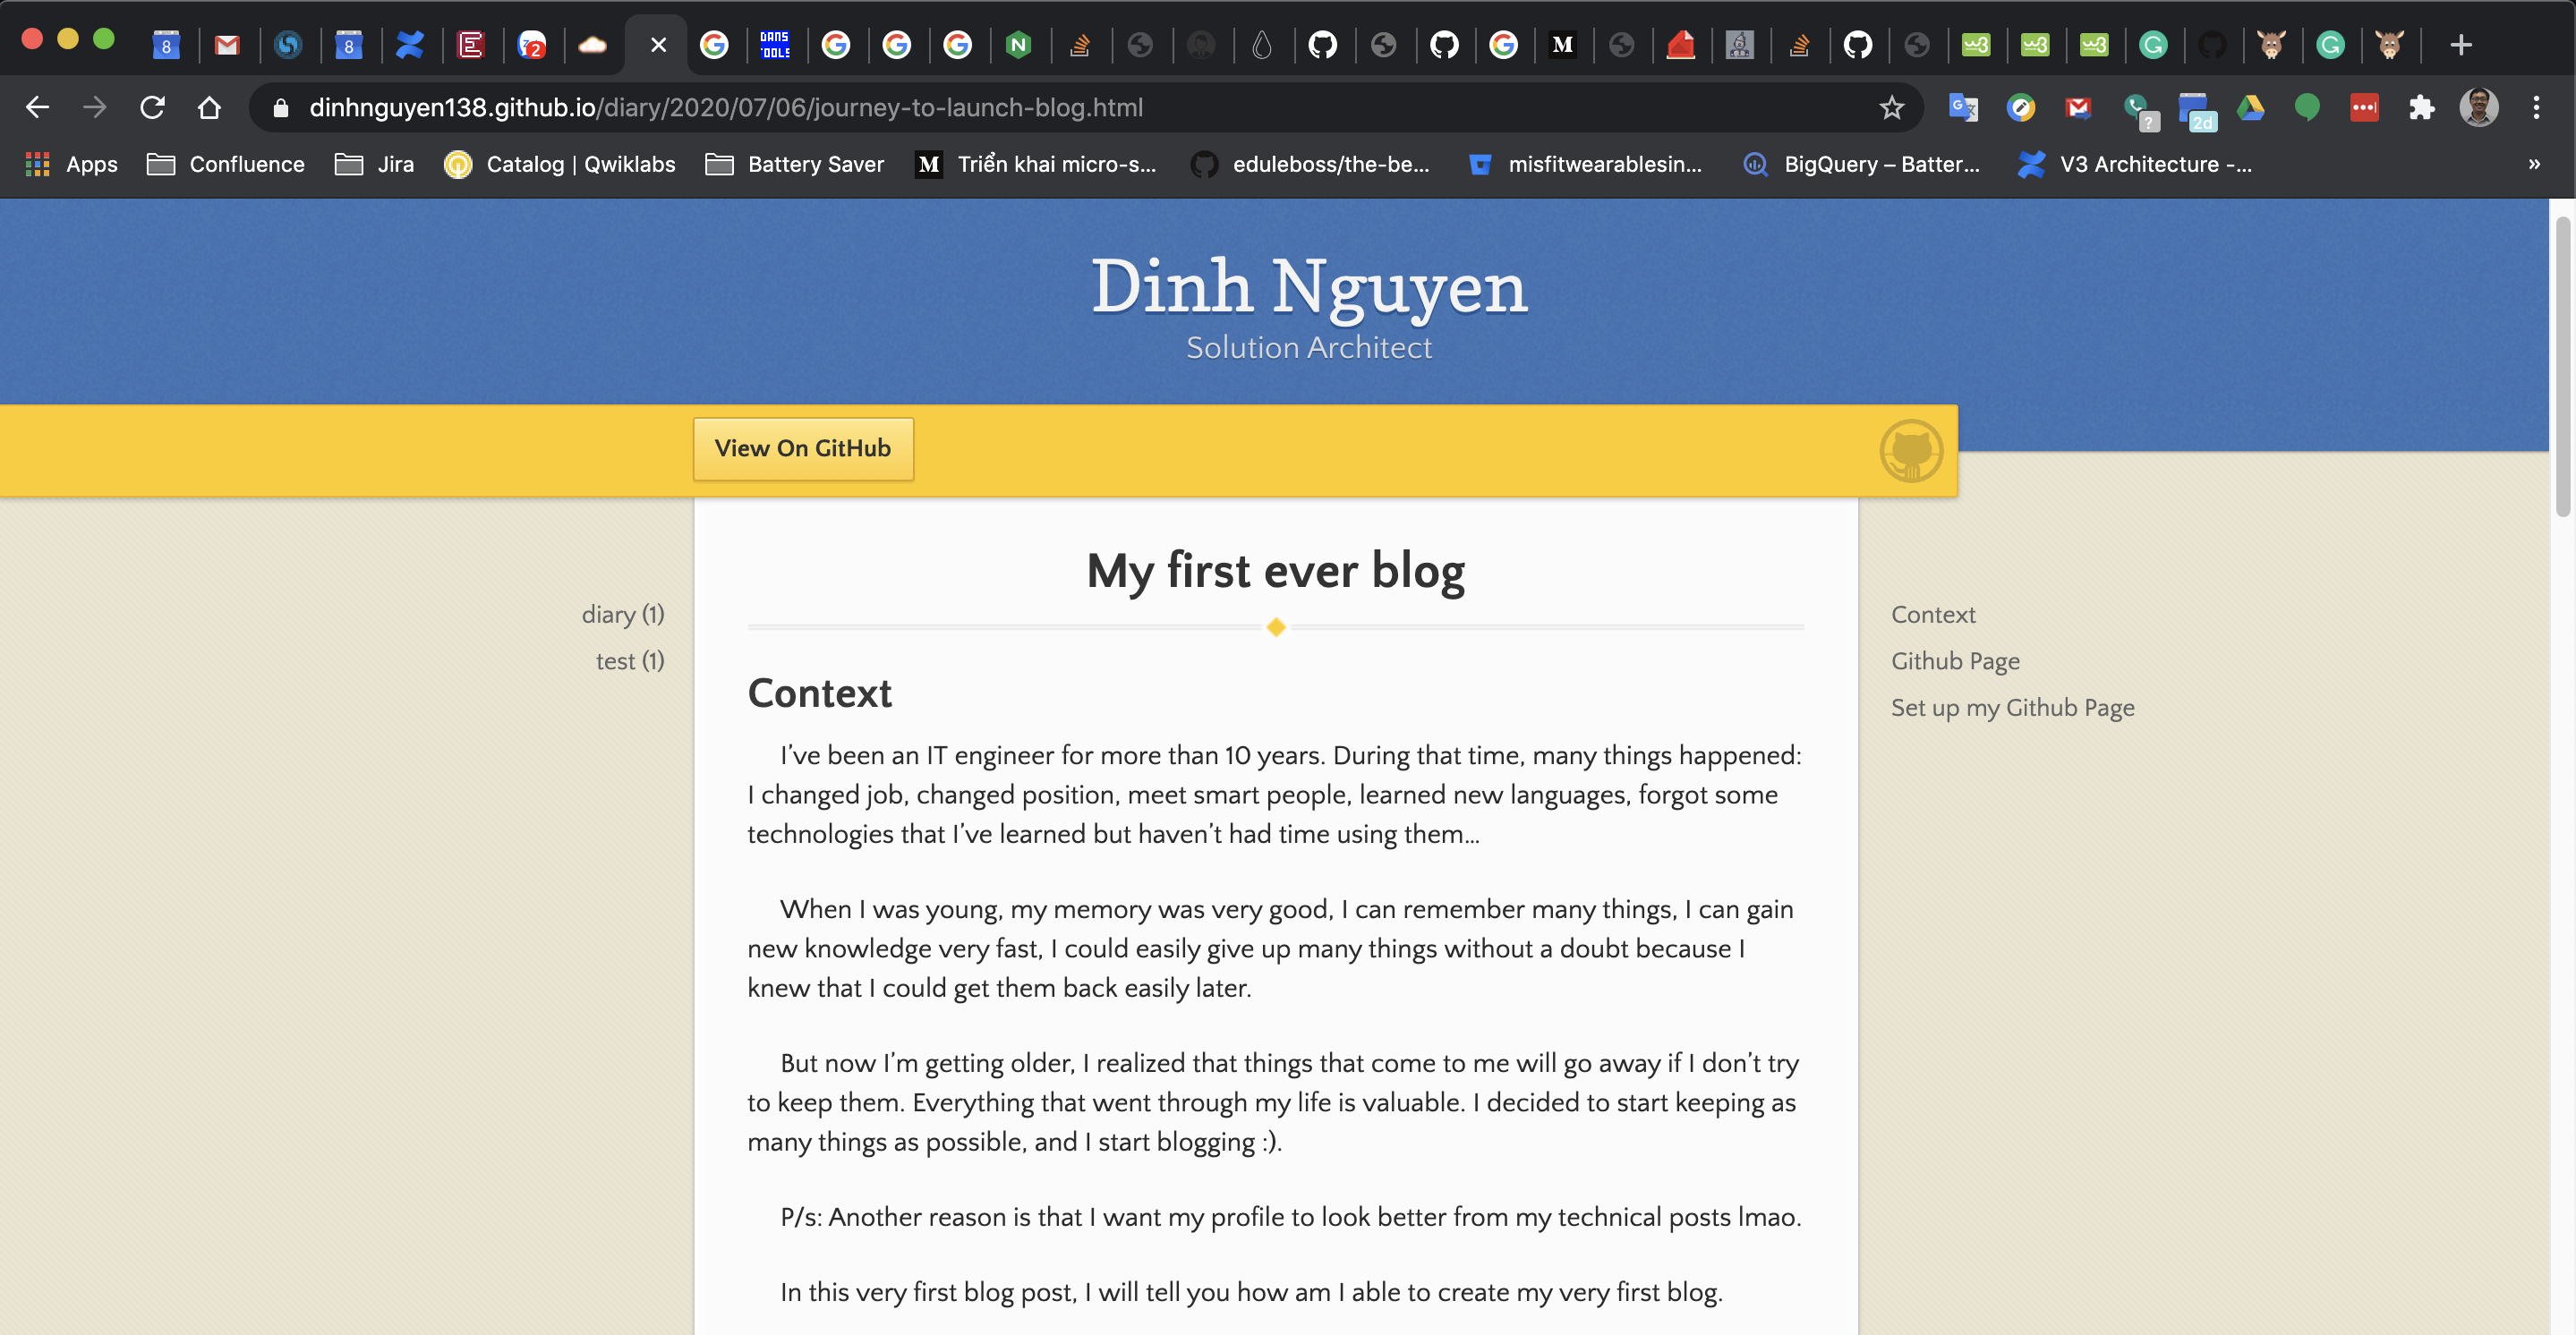 8
8
E
2
DANS
TOOLS
N
M
w3
w3
w3
dinhnguyen138.github.io/diary/2020/07/06/journey-to-launch-blog.html
?
2d
Apps
Confluence
Jira
Catalog | Qwiklabs
Battery Saver
M
Triển khai micro-s...
eduleboss/the-be...
misfitwearablesin...
BigQuery – Batter...
V3 Architecture -...
»
Dinh Nguyen
Solution Architect
View On GitHub
My first ever blog
diary (1)
test (1)
Context
I’ve been an IT engineer for more than 10 years. During that time, many things happened:
I changed job, changed position, meet smart people, learned new languages, forgot some
technologies that I’ve learned but haven’t had time using them…
When I was young, my memory was very good, I can remember many things, I can gain
new knowledge very fast, I could easily give up many things without a doubt because I
knew that I could get them back easily later.
But now I’m getting older, I realized that things that come to me will go away if I don’t try
to keep them. Everything that went through my life is valuable. I decided to start keeping as
many things as possible, and I start blogging :).
P/s: Another reason is that I want my profile to look better from my technical posts lmao.
In this very first blog post, I will tell you how am I able to create my very first blog.
Context
Github Page
Set up my Github Page